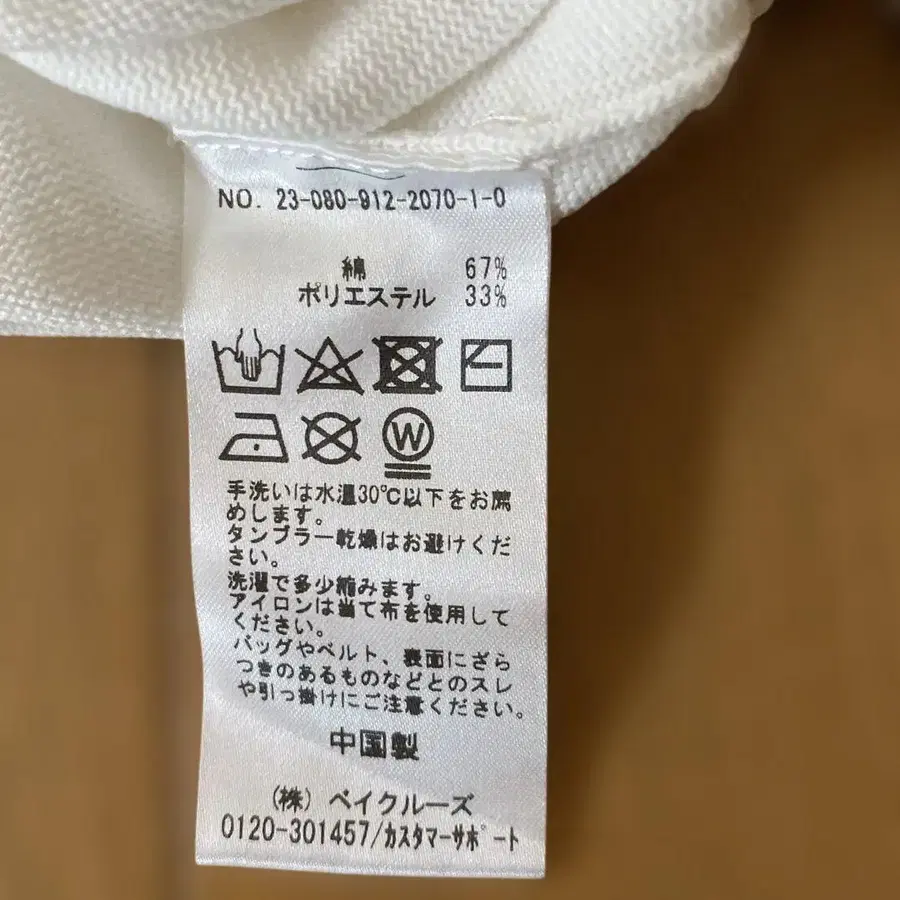 NO. 23-080-912-2070-1-0
綿 67%
ポリエステル 33%
W
手洗いは水温30℃以下をお薦
めします。
タンブラー乾燥はお避けくだ
さい。
洗濯で多少縮みます。
アイロンは当て布を使用して
ください。
バッグやベルト、表面にざら
つきのあるものなどとのスレ
や引っ掛けにご注意ください。
中国製
(株) ベイクルーズ
0120-301457/カスタマーサポート